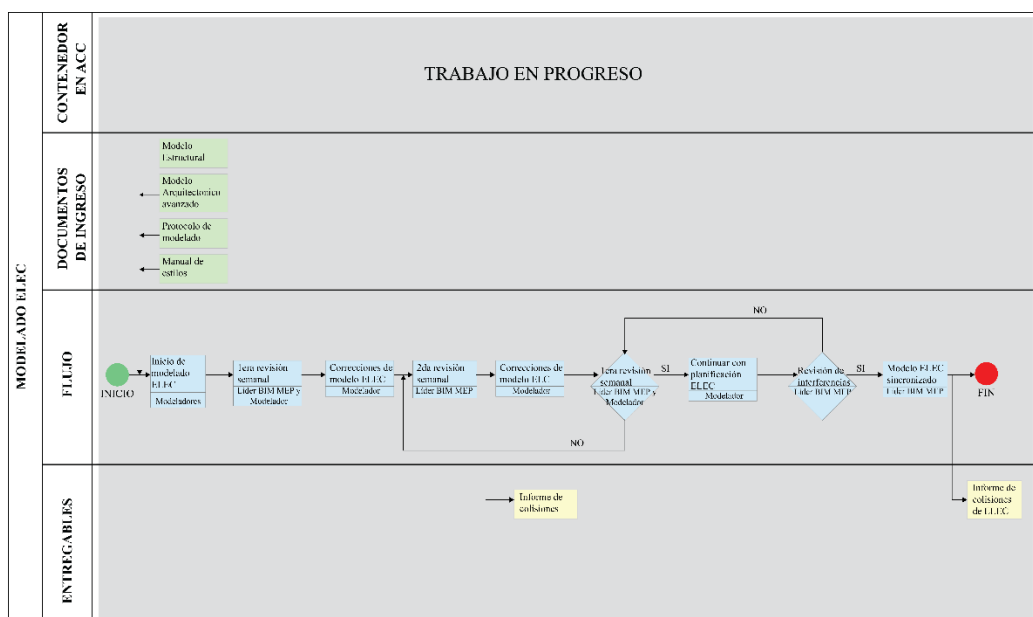 MODELADO ELEC
CONTENEDOR
EN ACC
TRABAJO EN PROGRESO
DOCUMENTOS
DE INGRESO
Modelo
Estructural
Modelo
Arquitectonico
avanzado
Protocolo de
modelado
Manual de
estilos
FLUJO
INICIO
Inicio de
modelado
ELEC
Modeladores
1era revisión
semanal
Lider BIM MEP y
Modelador
Correcciones
de modelo ELEC
Modelador
2da revisión
semanal
Lider BIM MEP
Correcciones de
modelo ELC
Modelador
1era revisión
semanal
Lider BIM MEP y
Modelador
SI
NO
Continuar con
planificación
ELEC
Modelador
NO
Revisión de
interferencias
Lider BIM MEP
SI
Modelo ELEC
sincronizado
Lider BIM MEP
FIN
ENTREGABLES
Informe de
colisiones
Informe de
colisiones
de ELEC